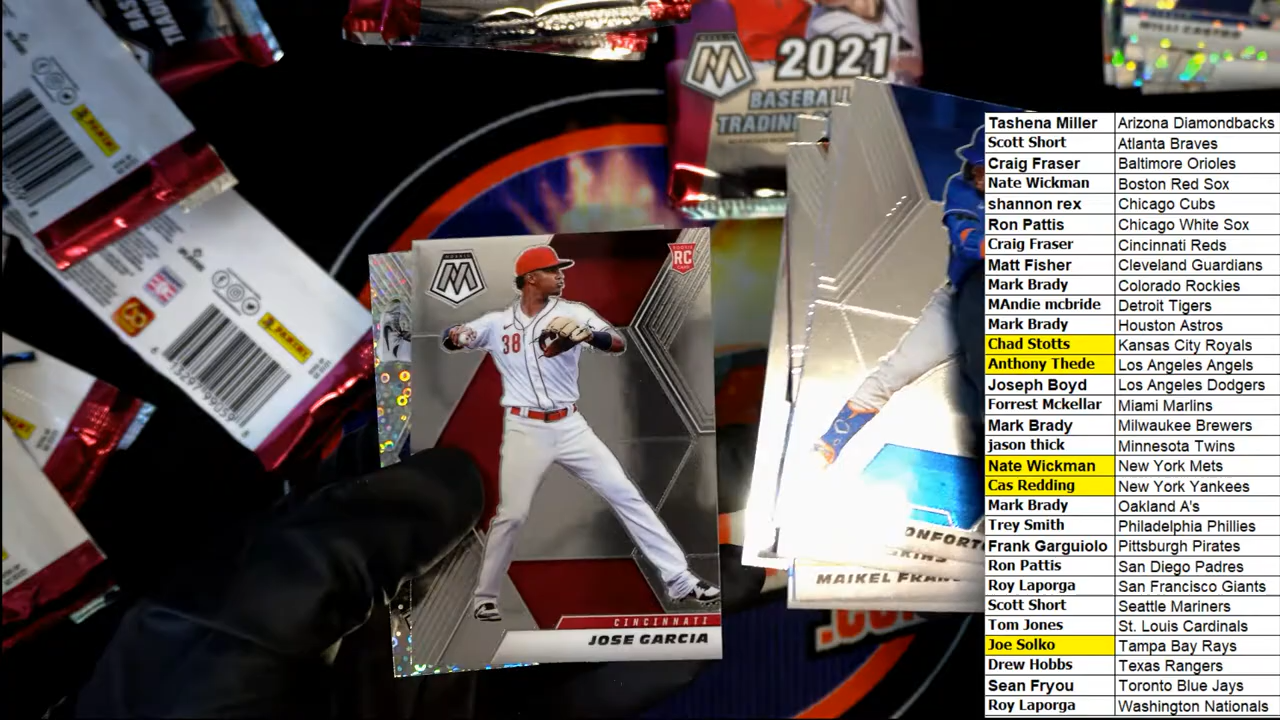 2021
BASEBALL
TRADING
MOSAIC
RC
38
CINCINNATI
JOSE GARCIA
MAIKEL FRAN
PANINI
PANINI
.CO
Tashena Miller Arizona Diamondbacks
Scott Short Atlanta Braves
Craig Fraser Baltimore Orioles
Nate Wickman Boston Red Sox
shannon rex Chicago Cubs
Ron Pattis Chicago White Sox
Craig Fraser Cincinnati Reds
Matt Fisher Cleveland Guardians
Mark Brady Colorado Rockies
MAndie mcbride Detroit Tigers
Mark Brady Houston Astros
Chad Stotts Kansas City Royals
Anthony Thede Los Angeles Angels
Joseph Boyd Los Angeles Dodgers
Forrest Mckellar Miami Marlins
Mark Brady Milwaukee Brewers
jason thick Minnesota Twins
Nate Wickman New York Mets
Cas Redding New York Yankees
Mark Brady Oakland A's
Trey Smith Philadelphia Phillies
Frank Garguiolo Pittsburgh Pirates
Ron Pattis San Diego Padres
Roy Laporga San Francisco Giants
Scott Short Seattle Mariners
Tom Jones St. Louis Cardinals
Joe Solko Tampa Bay Rays
Drew Hobbs Texas Rangers
Sean Fryou Toronto Blue Jays
Roy Laporga Washington Nationals